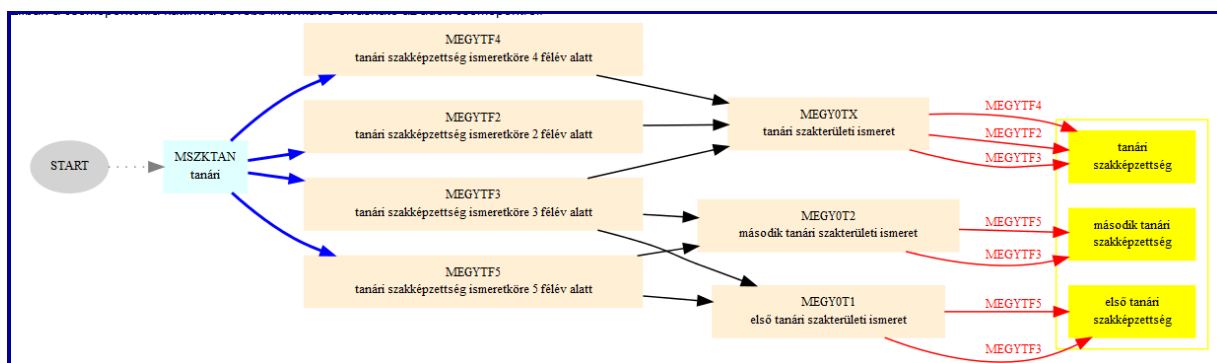 MEGYTF4
tanári szakképzettség ismeretköre 4 félév alatt
MEGYTF2
tanári szakképzettség ismeretköre 2 félév alatt
MEGYTF3
tanári szakképzettség ismeretköre 3 félév alatt
MEGYTF5
tanári szakképzettség ismeretköre 5 félév alatt
START
MSZKTAN
tanári
MEGY0TX
tanári szakterületi ismeret
MEGY0T2
második tanári szakterületi ismeret
MEGY0T1
első tanári szakterületi ismeret
MEGYTF4
MEGYTF2
MEGYTF3
MEGYTF5
MEGYTF3
MEGYTF5
MEGYTF3
tanári
szakképzettség
második tanári
szakképzettség
első tanári
szakképzettség